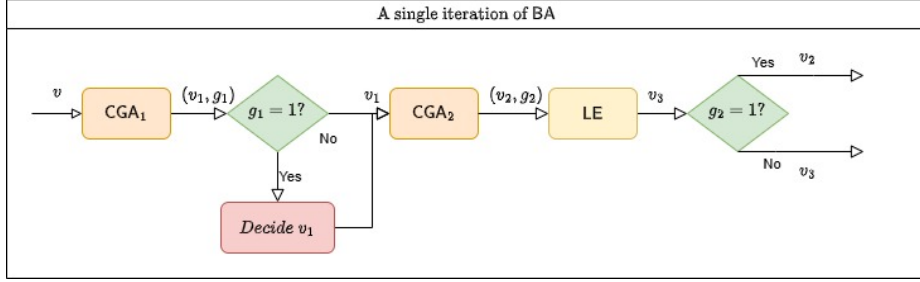 A single iteration of BA
v
CGA₁
(v₁, g₁)
g₁ = 1?
No
Yes
Decide v₁
v₁
CGA₂
(v₂, g₂)
LE
v₃
g₂ = 1?
Yes
v₂
No
v₃